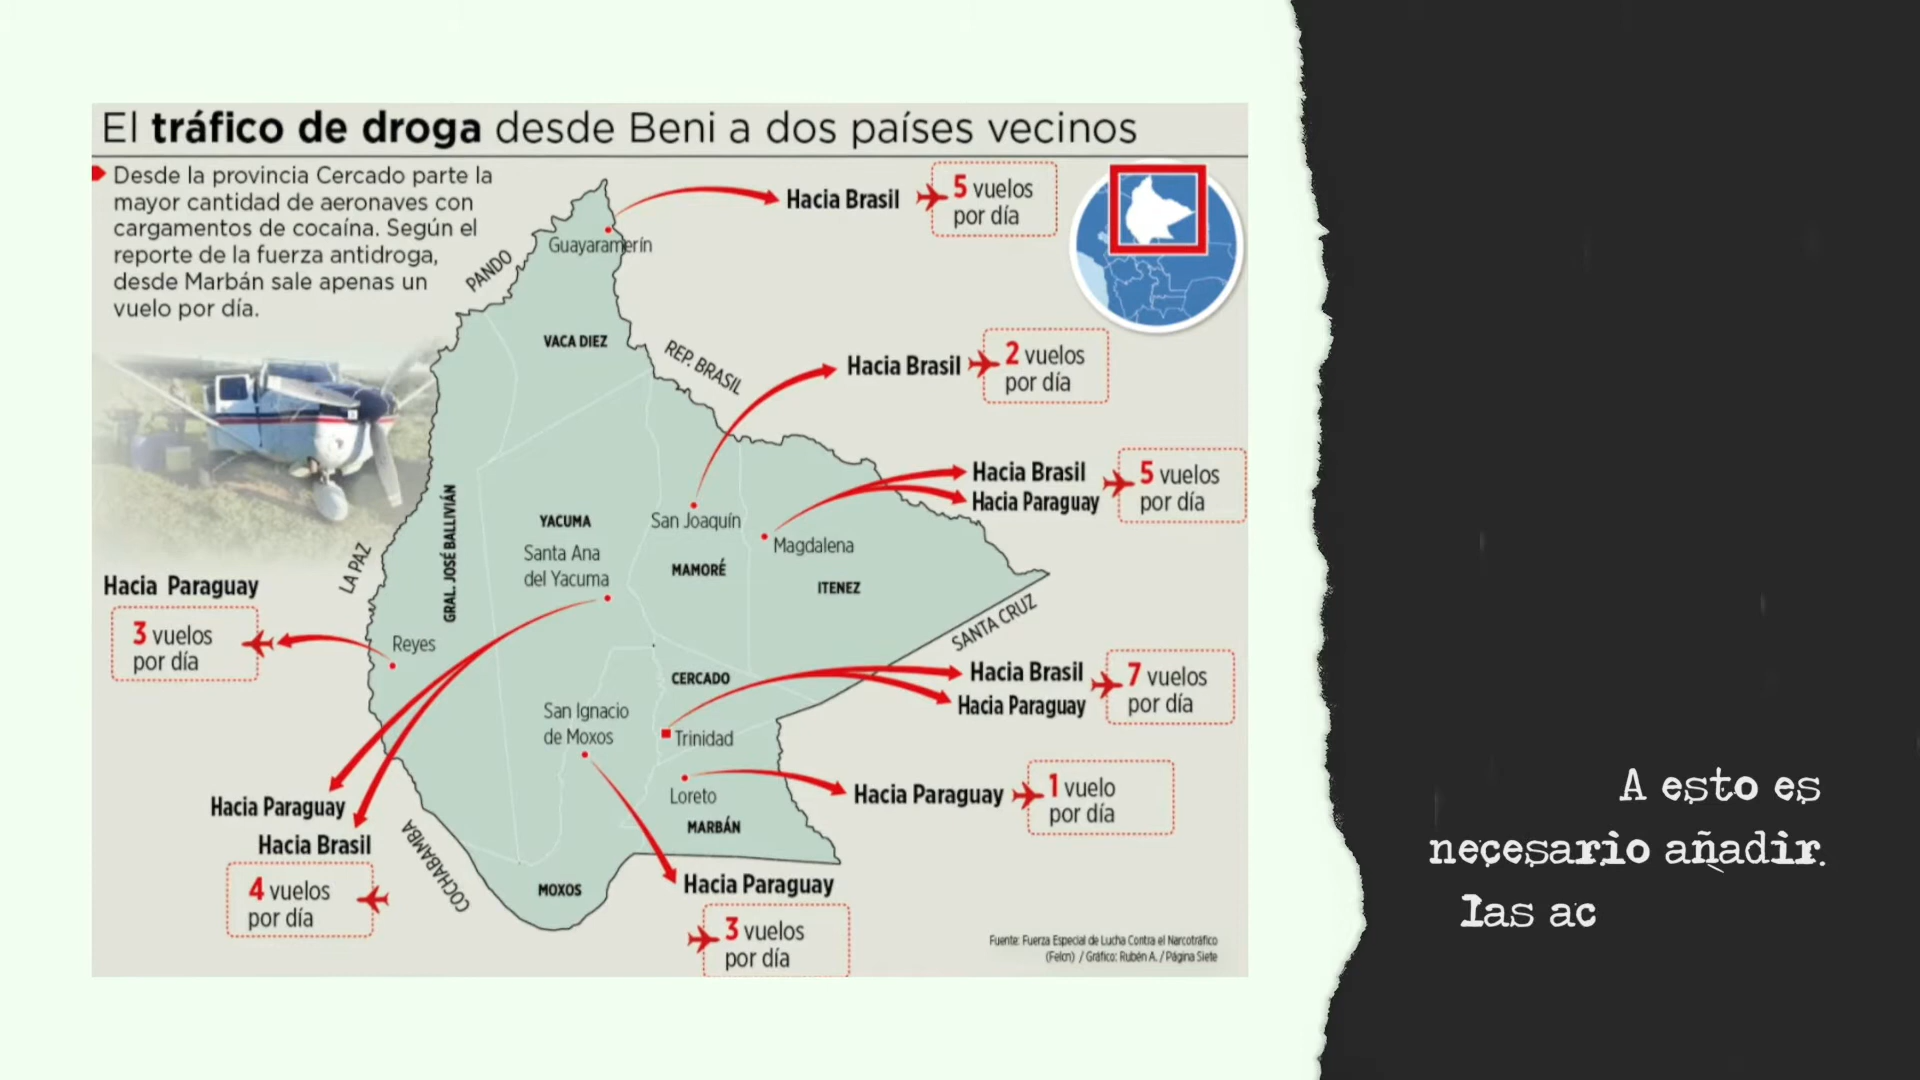 El tráfico de droga desde Beni a dos países vecinos
Desde la provincia Cercado parte la
mayor cantidad de aeronaves con
cargamentos de cocaína. Según el
reporte de la fuerza antidroga,
desde Marbán sale apenas un
vuelo por día.
Hacia Brasil
5 vuelos
por día
Guayaramerín
PANDO
VACA DIEZ
REP. BRASIL
Hacia Brasil
2 vuelos
por día
Hacia Brasil
Hacia Paraguay
5 vuelos
por día
GRAL. JOSÉ BALLIVIÁN
YACUMA
Santa Ana
del Yacuma
San Joaquín
MAMORÉ
Magdalena
ITENEZ
LA PAZ
SANTA CRUZ
Hacia Paraguay
3 vuelos
por día
Reyes
CERCADO
Hacia Brasil
Hacia Paraguay
7 vuelos
por día
San Ignacio
de Moxos
Trinidad
Loreto
MARBÁN
Hacia Paraguay
1 vuelo
por día
Hacia Paraguay
Hacia Brasil
4 vuelos
por día
COCHABAMBA
MOXOS
Hacia Paraguay
3 vuelos
por día
Fuente: Fuerza Especial de Lucha Contra el Narcotráfico
(Felcn) / Gráfico: Rubén A. / Página Siete
A esto es
necesario añadir
las ac